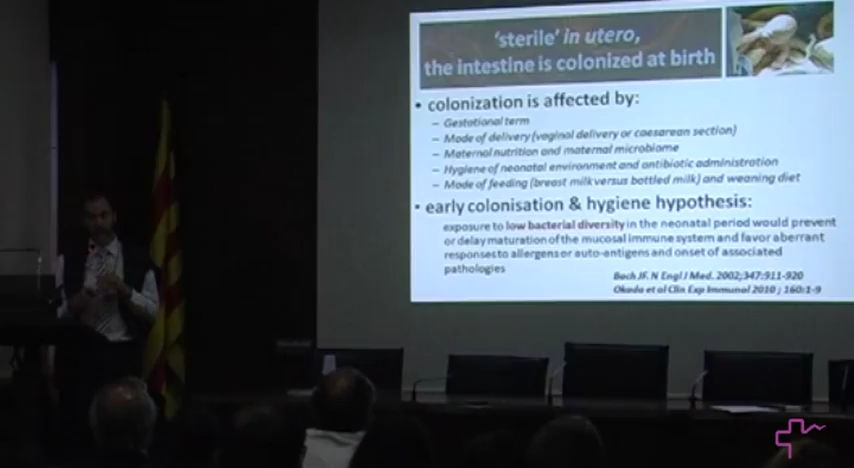 ‘sterile’ in utero,
the intestine is colonized at birth
• colonization is affected by:
– Gestational term
– Mode of delivery (vaginal delivery or caesarean section)
– Maternal nutrition and maternal microbiome
– Hygiene of neonatal environment and antibiotic administration
– Mode of feeding (breast milk versus bottled milk) and weaning diet
• early colonisation & hygiene hypothesis:
exposure to low bacterial diversity in the neonatal period would prevent
or delay maturation of the mucosal immune system and favor aberrant
responses to allergens or auto-antigens and onset of associated
pathologies
Bach JF. N Engl J Med. 2002;347:911-920
Okada et al Clin Exp Immunol 2010 ; 160:1-9